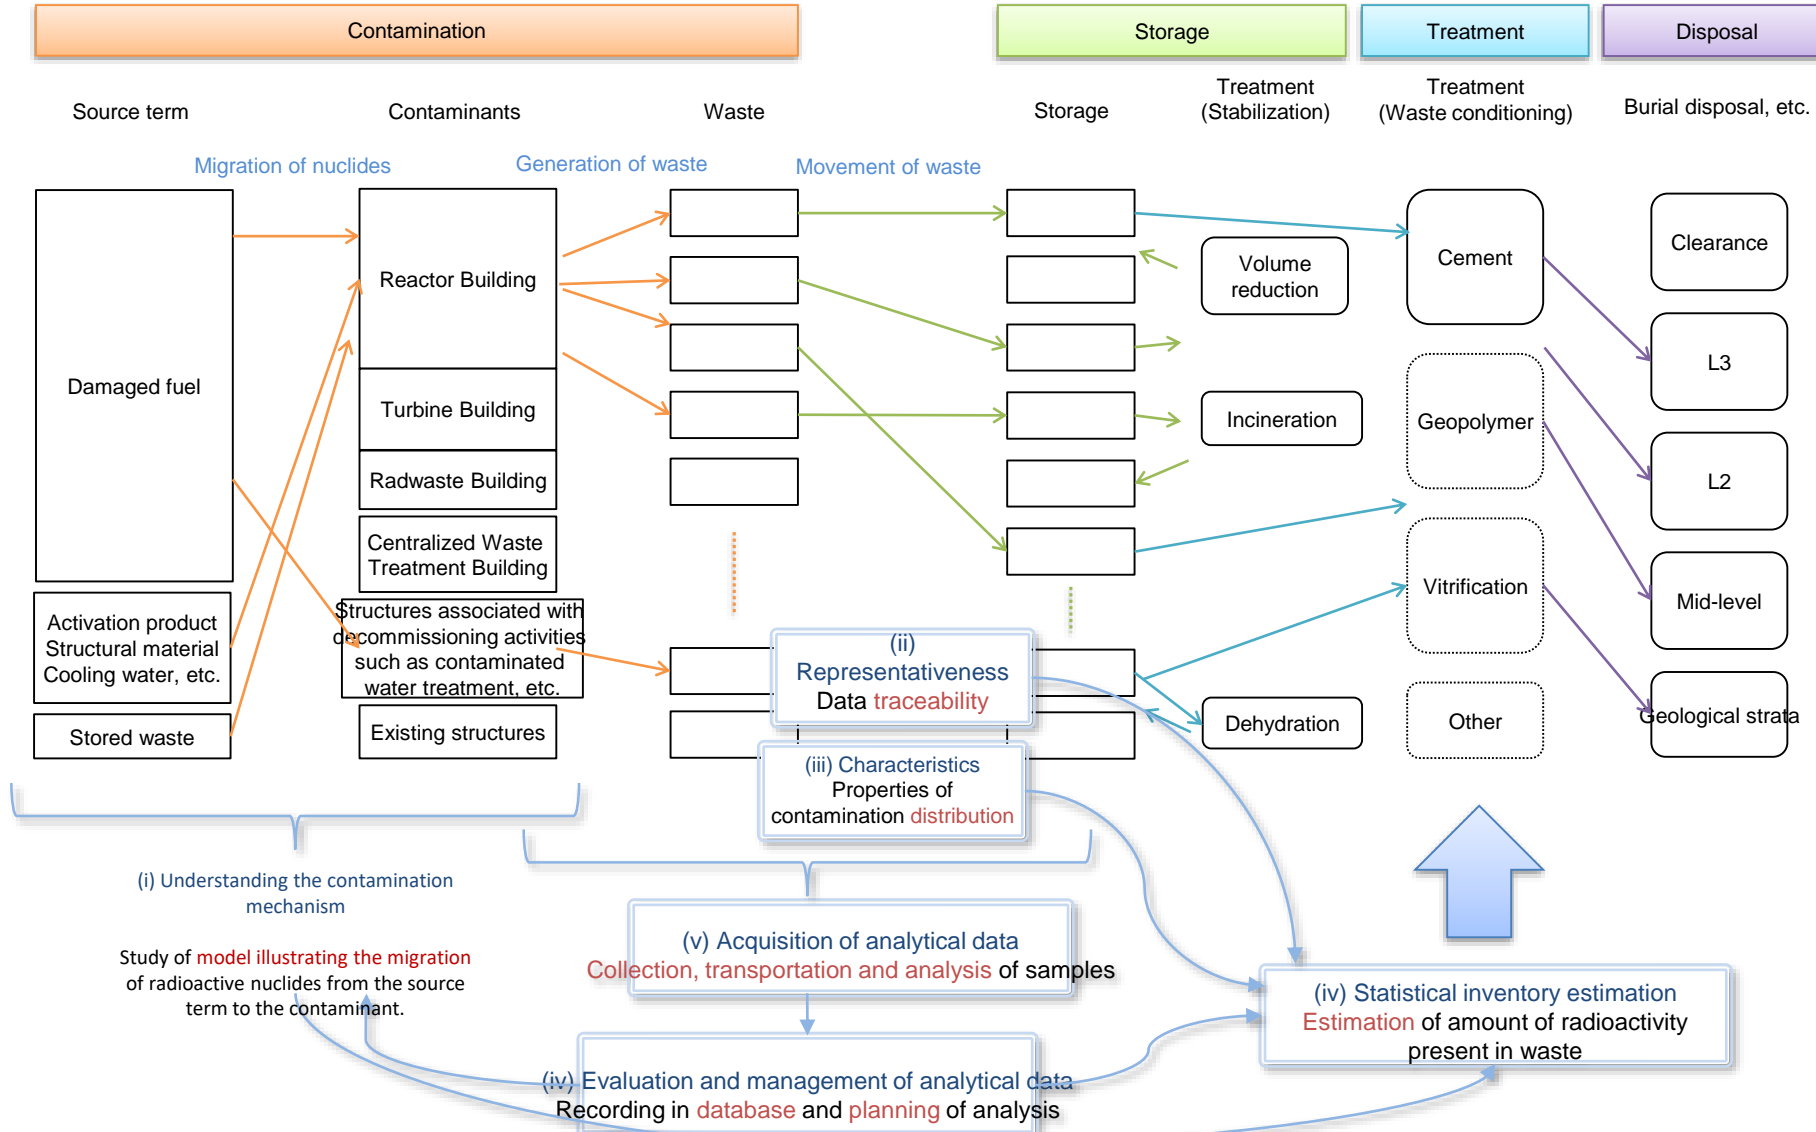 Contamination
Storage
Treatment
Disposal
Source term
Contaminants
Waste
Storage
Treatment
(Stabilization)
Treatment
(Waste conditioning)
Burial disposal, etc.
Migration of nuclides
Generation of waste
Movement of waste
Damaged fuel
Activation product
Structural material
Cooling water, etc.
Stored waste
Reactor Building
Turbine Building
Radwaste Building
Centralized Waste
Treatment Building
Structures associated with
decommissioning activities
such as contaminated
water treatment, etc.
Existing structures
Volume
reduction
Incineration
Dehydration
Cement
Geopolymer
Vitrification
Other
Clearance
L3
L2
Mid-level
Geological strata
(ii)
Representativeness
Data traceability
(iii) Characteristics
Properties of
contamination distribution
(i) Understanding the contamination
mechanism
Study of model illustrating the migration
of radioactive nuclides from the source
term to the contaminant.
(v) Acquisition of analytical data
Collection, transportation and analysis of samples
(iv) Evaluation and management of analytical data
Recording in database and planning of analysis
(iv) Statistical inventory estimation
Estimation of amount of radioactivity
present in waste